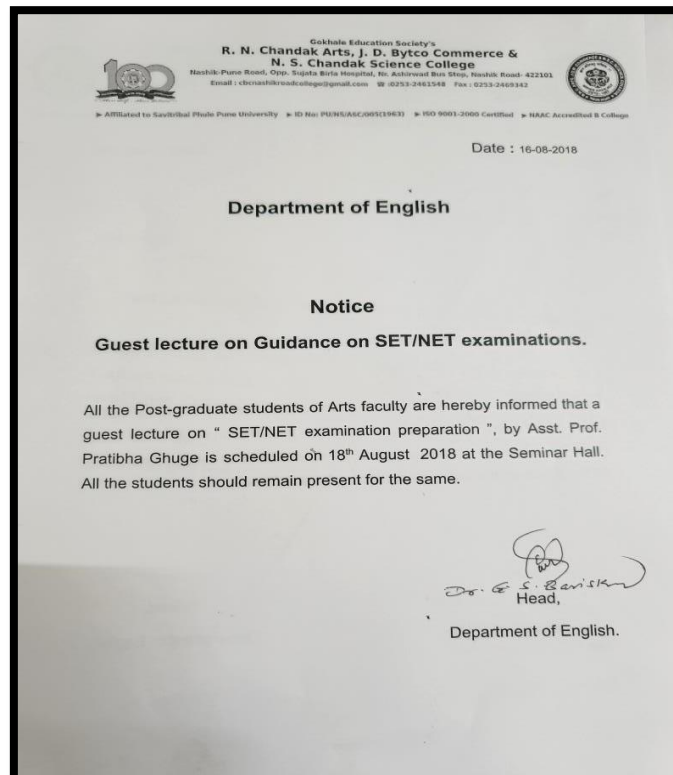 Gokhale Education Society's
R. N. Chandak Arts, J. D. Bytco Commerce &
N. S. Chandak Science College
Nashik-Pune Road, Opp. Sujata Birla Hospital, Nr. Ashirwad Bus Stop, Nashik Road- 422101
Email : cbcnashikroadcollege@gmail.com ☎ :0253-2461548 Fax : 0253-2469342
► Affiliated to Savitribai Phule Pune University ► ID No: PU/NS/ASC/005(1963) ► ISO 9001-2000 Certified ► NAAC Accredited B College
Date : 16-08-2018
Department of English
Notice
Guest lecture on Guidance on SET/NET examinations.
All the Post-graduate students of Arts faculty are hereby informed that a
guest lecture on “ SET/NET examination preparation ”, by Asst. Prof.
Pratibha Ghuge is scheduled on 18th August 2018 at the Seminar Hall.
All the students should remain present for the same.
Dr. G S. Baviskar
Head,
Department of English.